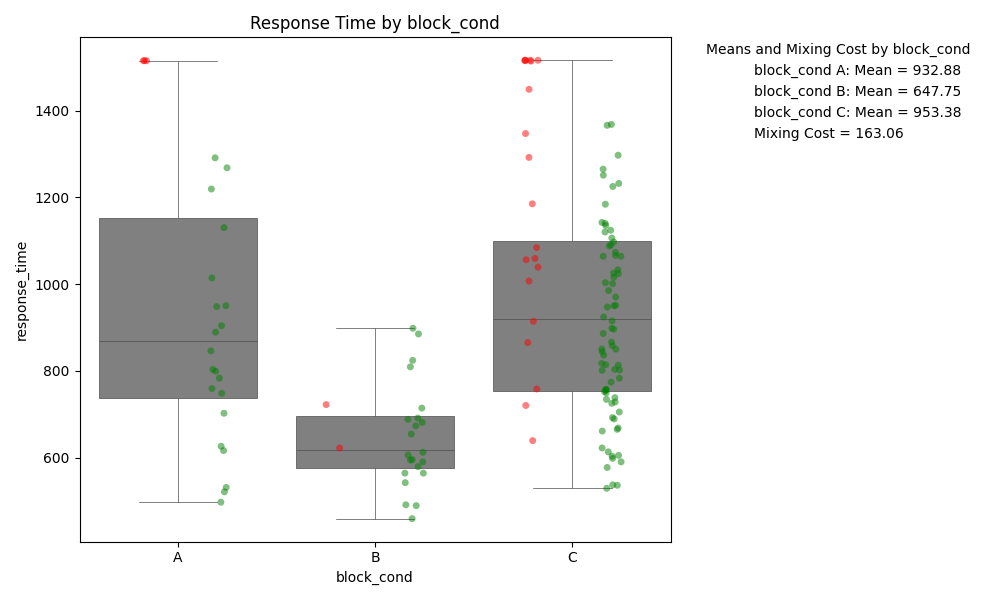 Response Time by block_cond
Means and Mixing Cost by block_cond
block_cond A: Mean = 932.88
block_cond B: Mean = 647.75
block_cond C: Mean = 953.38
Mixing Cost = 163.06
response_time
1400
1200
1000
800
600
A
B
C
block_cond